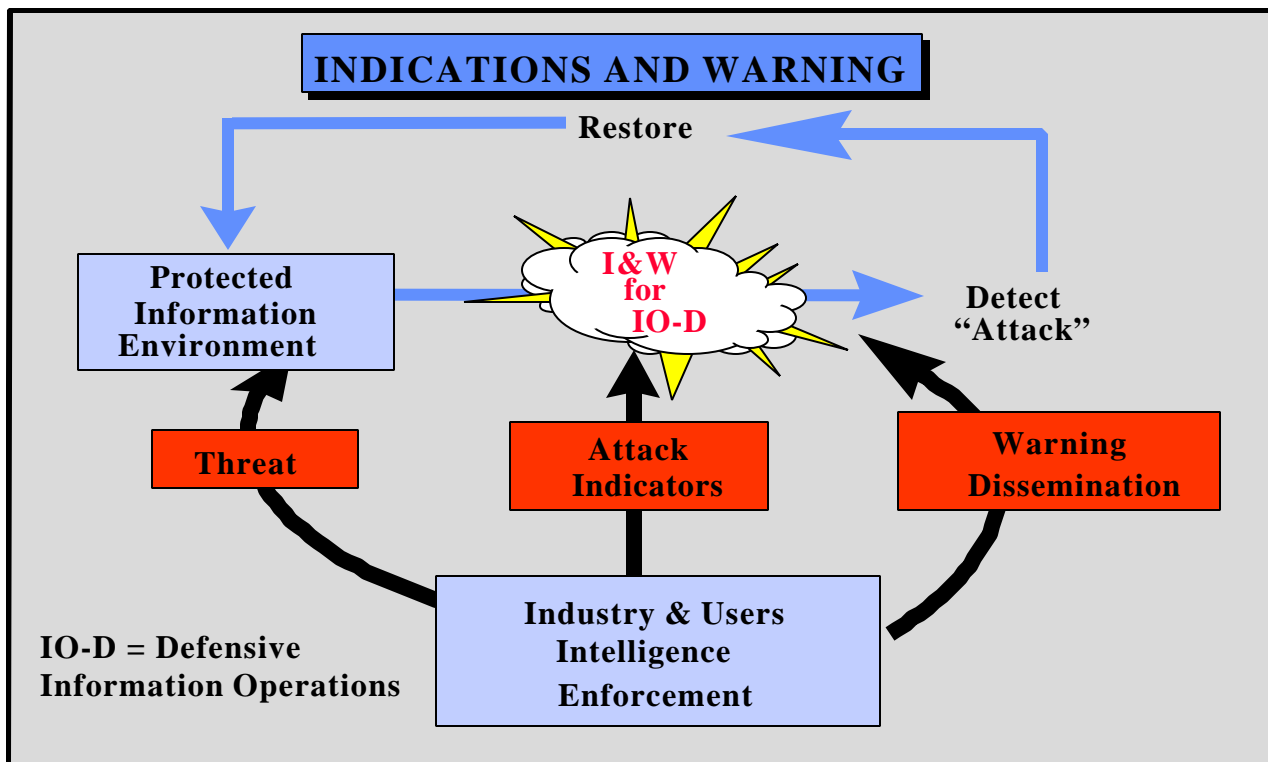 INDICATIONS AND WARNING
Restore
I&W
for
IO-D
Protected
Information
Environment
Detect
“Attack”
Threat
Attack
Indicators
Warning
Dissemination
Industry & Users
Intelligence
Enforcement
IO-D = Defensive
Information Operations